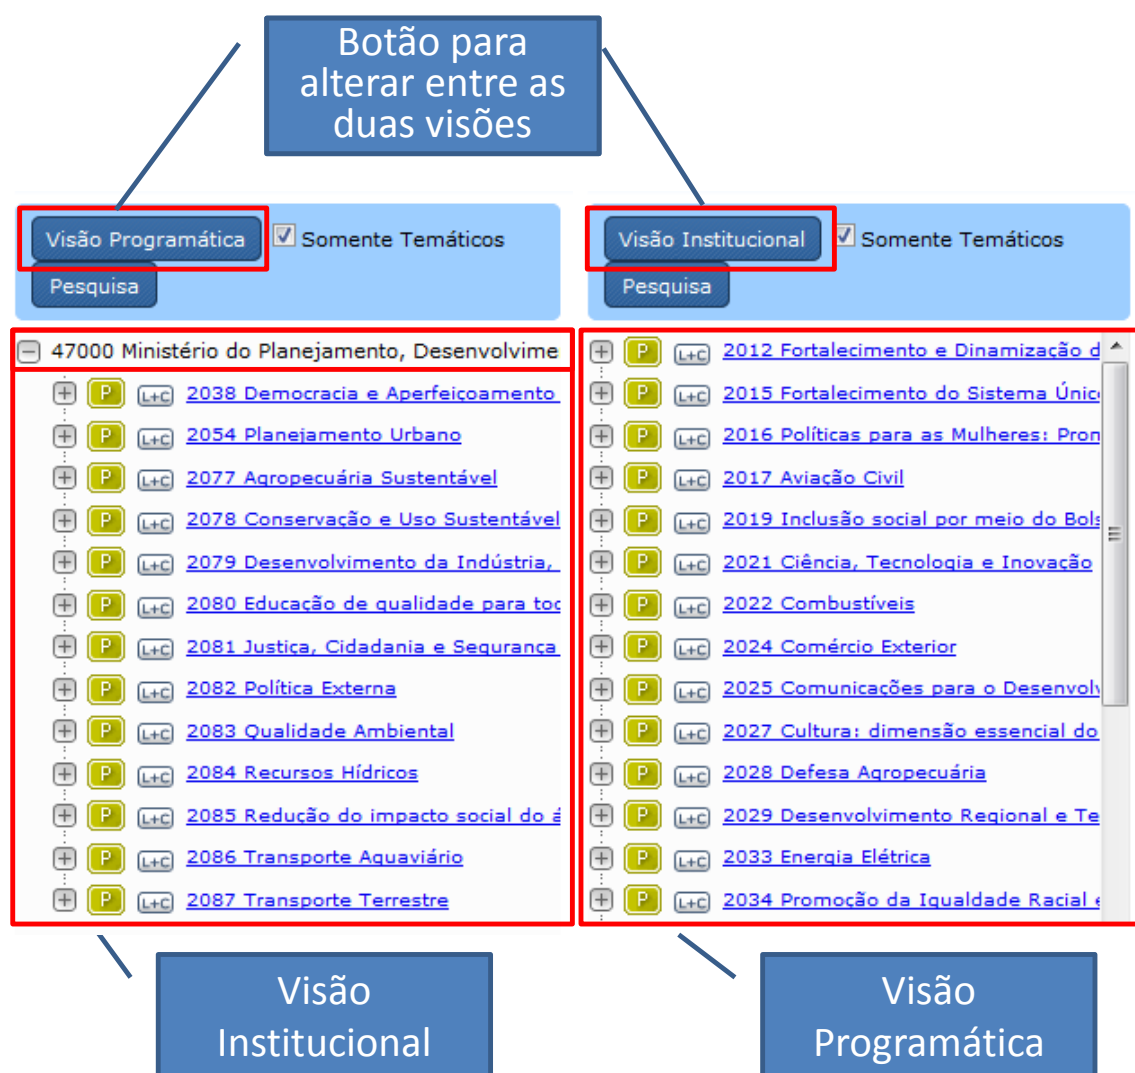 Botão para
alterar entre as
duas visões
Visão Programática
Somente Temáticos
Pesquisa
47000 Ministério do Planejamento, Desenvolvime
P L+C 2038 Democracia e Aperfeiçoamento
P L+C 2054 Planejamento Urbano
P L+C 2077 Agropecuária Sustentável
P L+C 2078 Conservação e Uso Sustentável
P L+C 2079 Desenvolvimento da Indústria,
P L+C 2080 Educação de qualidade para toc
P L+C 2081 Justiça, Cidadania e Segurança
P L+C 2082 Política Externa
P L+C 2083 Qualidade Ambiental
P L+C 2084 Recursos Hídricos
P L+C 2085 Redução do impacto social do á
P L+C 2086 Transporte Aquaviário
P L+C 2087 Transporte Terrestre
Visão
Institucional
Visão Institucional
Somente Temáticos
Pesquisa
P L+C 2012 Fortalecimento e Dinamização d
P L+C 2015 Fortalecimento do Sistema Únic
P L+C 2016 Políticas para as Mulheres: Pron
P L+C 2017 Aviação Civil
P L+C 2019 Inclusão social por meio do Bols
P L+C 2021 Ciência, Tecnologia e Inovação
P L+C 2022 Combustíveis
P L+C 2024 Comércio Exterior
P L+C 2025 Comunicações para o Desenvolv
P L+C 2027 Cultura: dimensão essencial do
P L+C 2028 Defesa Agropecuária
P L+C 2029 Desenvolvimento Regional e Te
P L+C 2033 Energia Elétrica
P L+C 2034 Promoção da Igualdade Racial e
Visão
Programática